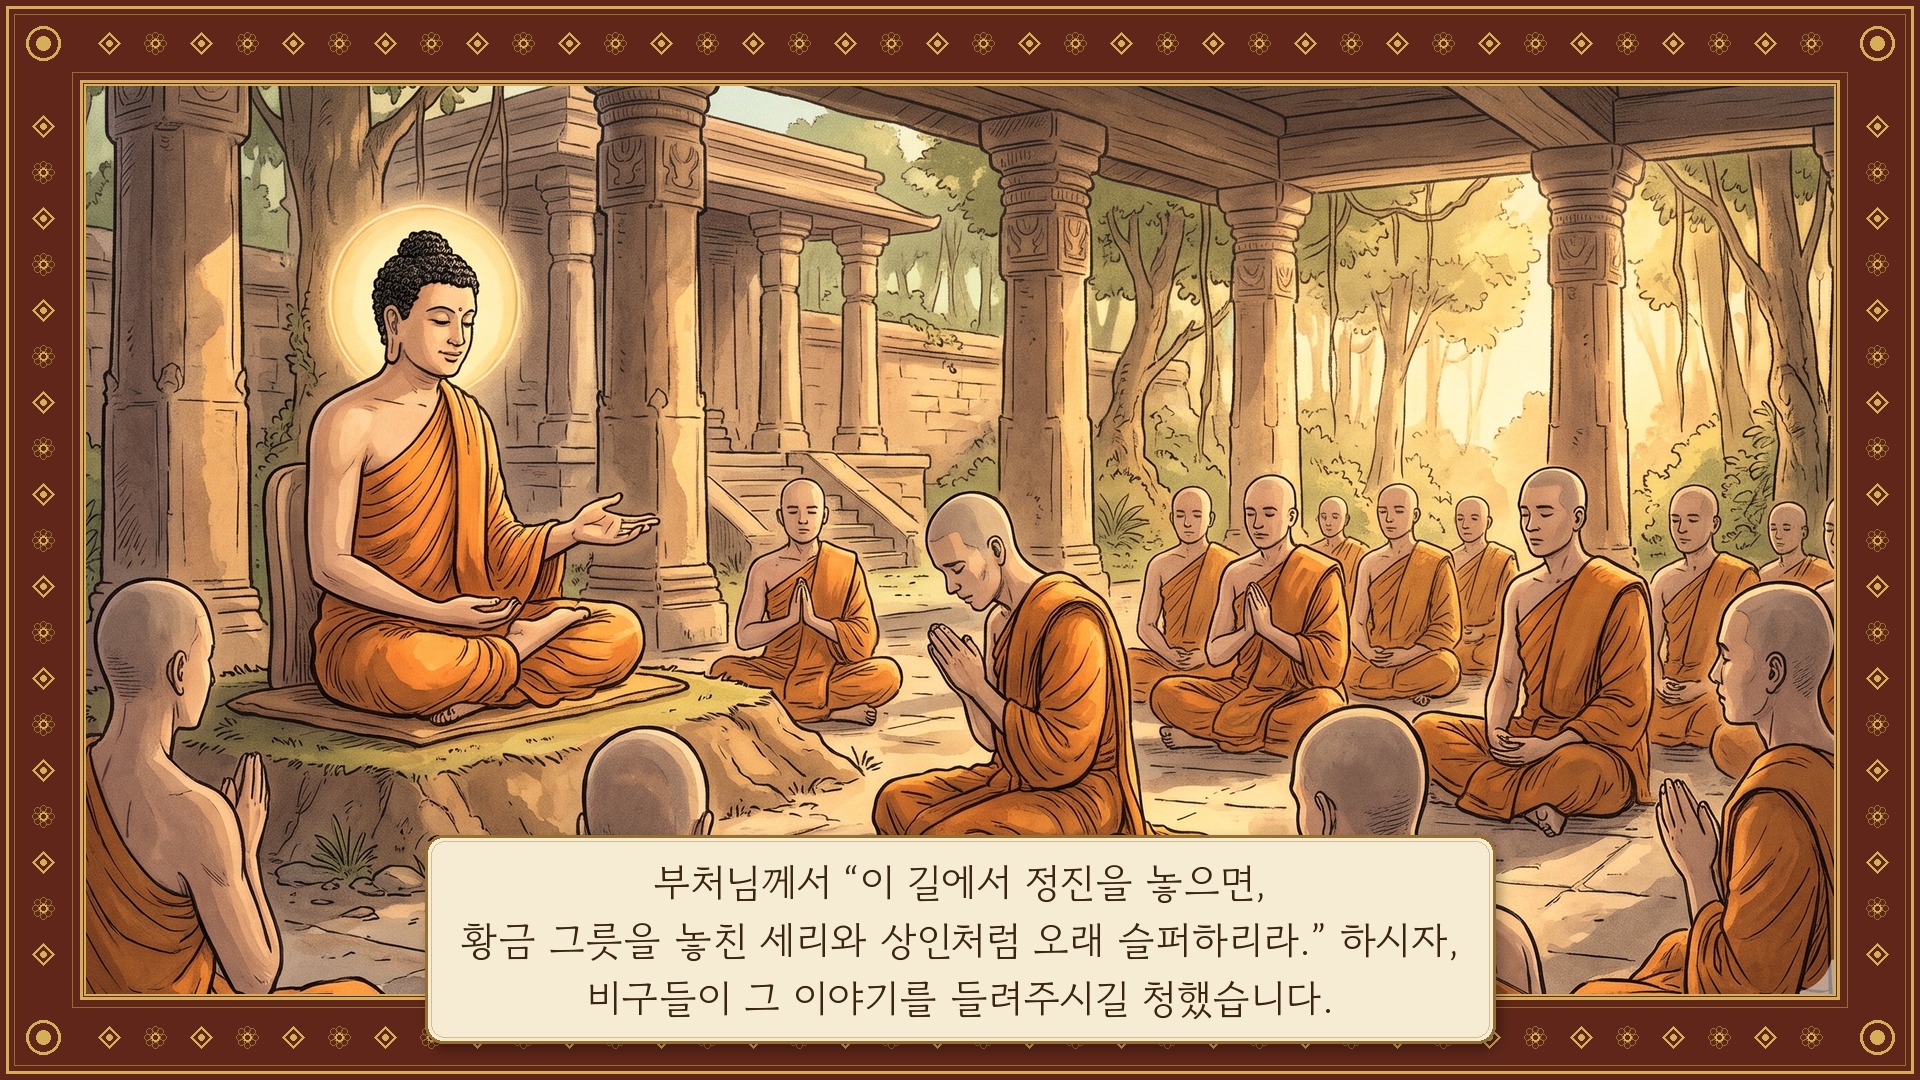 부처님께서 “이 길에서 정진을 놓으면,
황금 그릇을 놓친 세리와 상인처럼 오래 슬퍼하리라.” 하시자,
비구들이 그 이야기를 들려주시길 청했습니다.